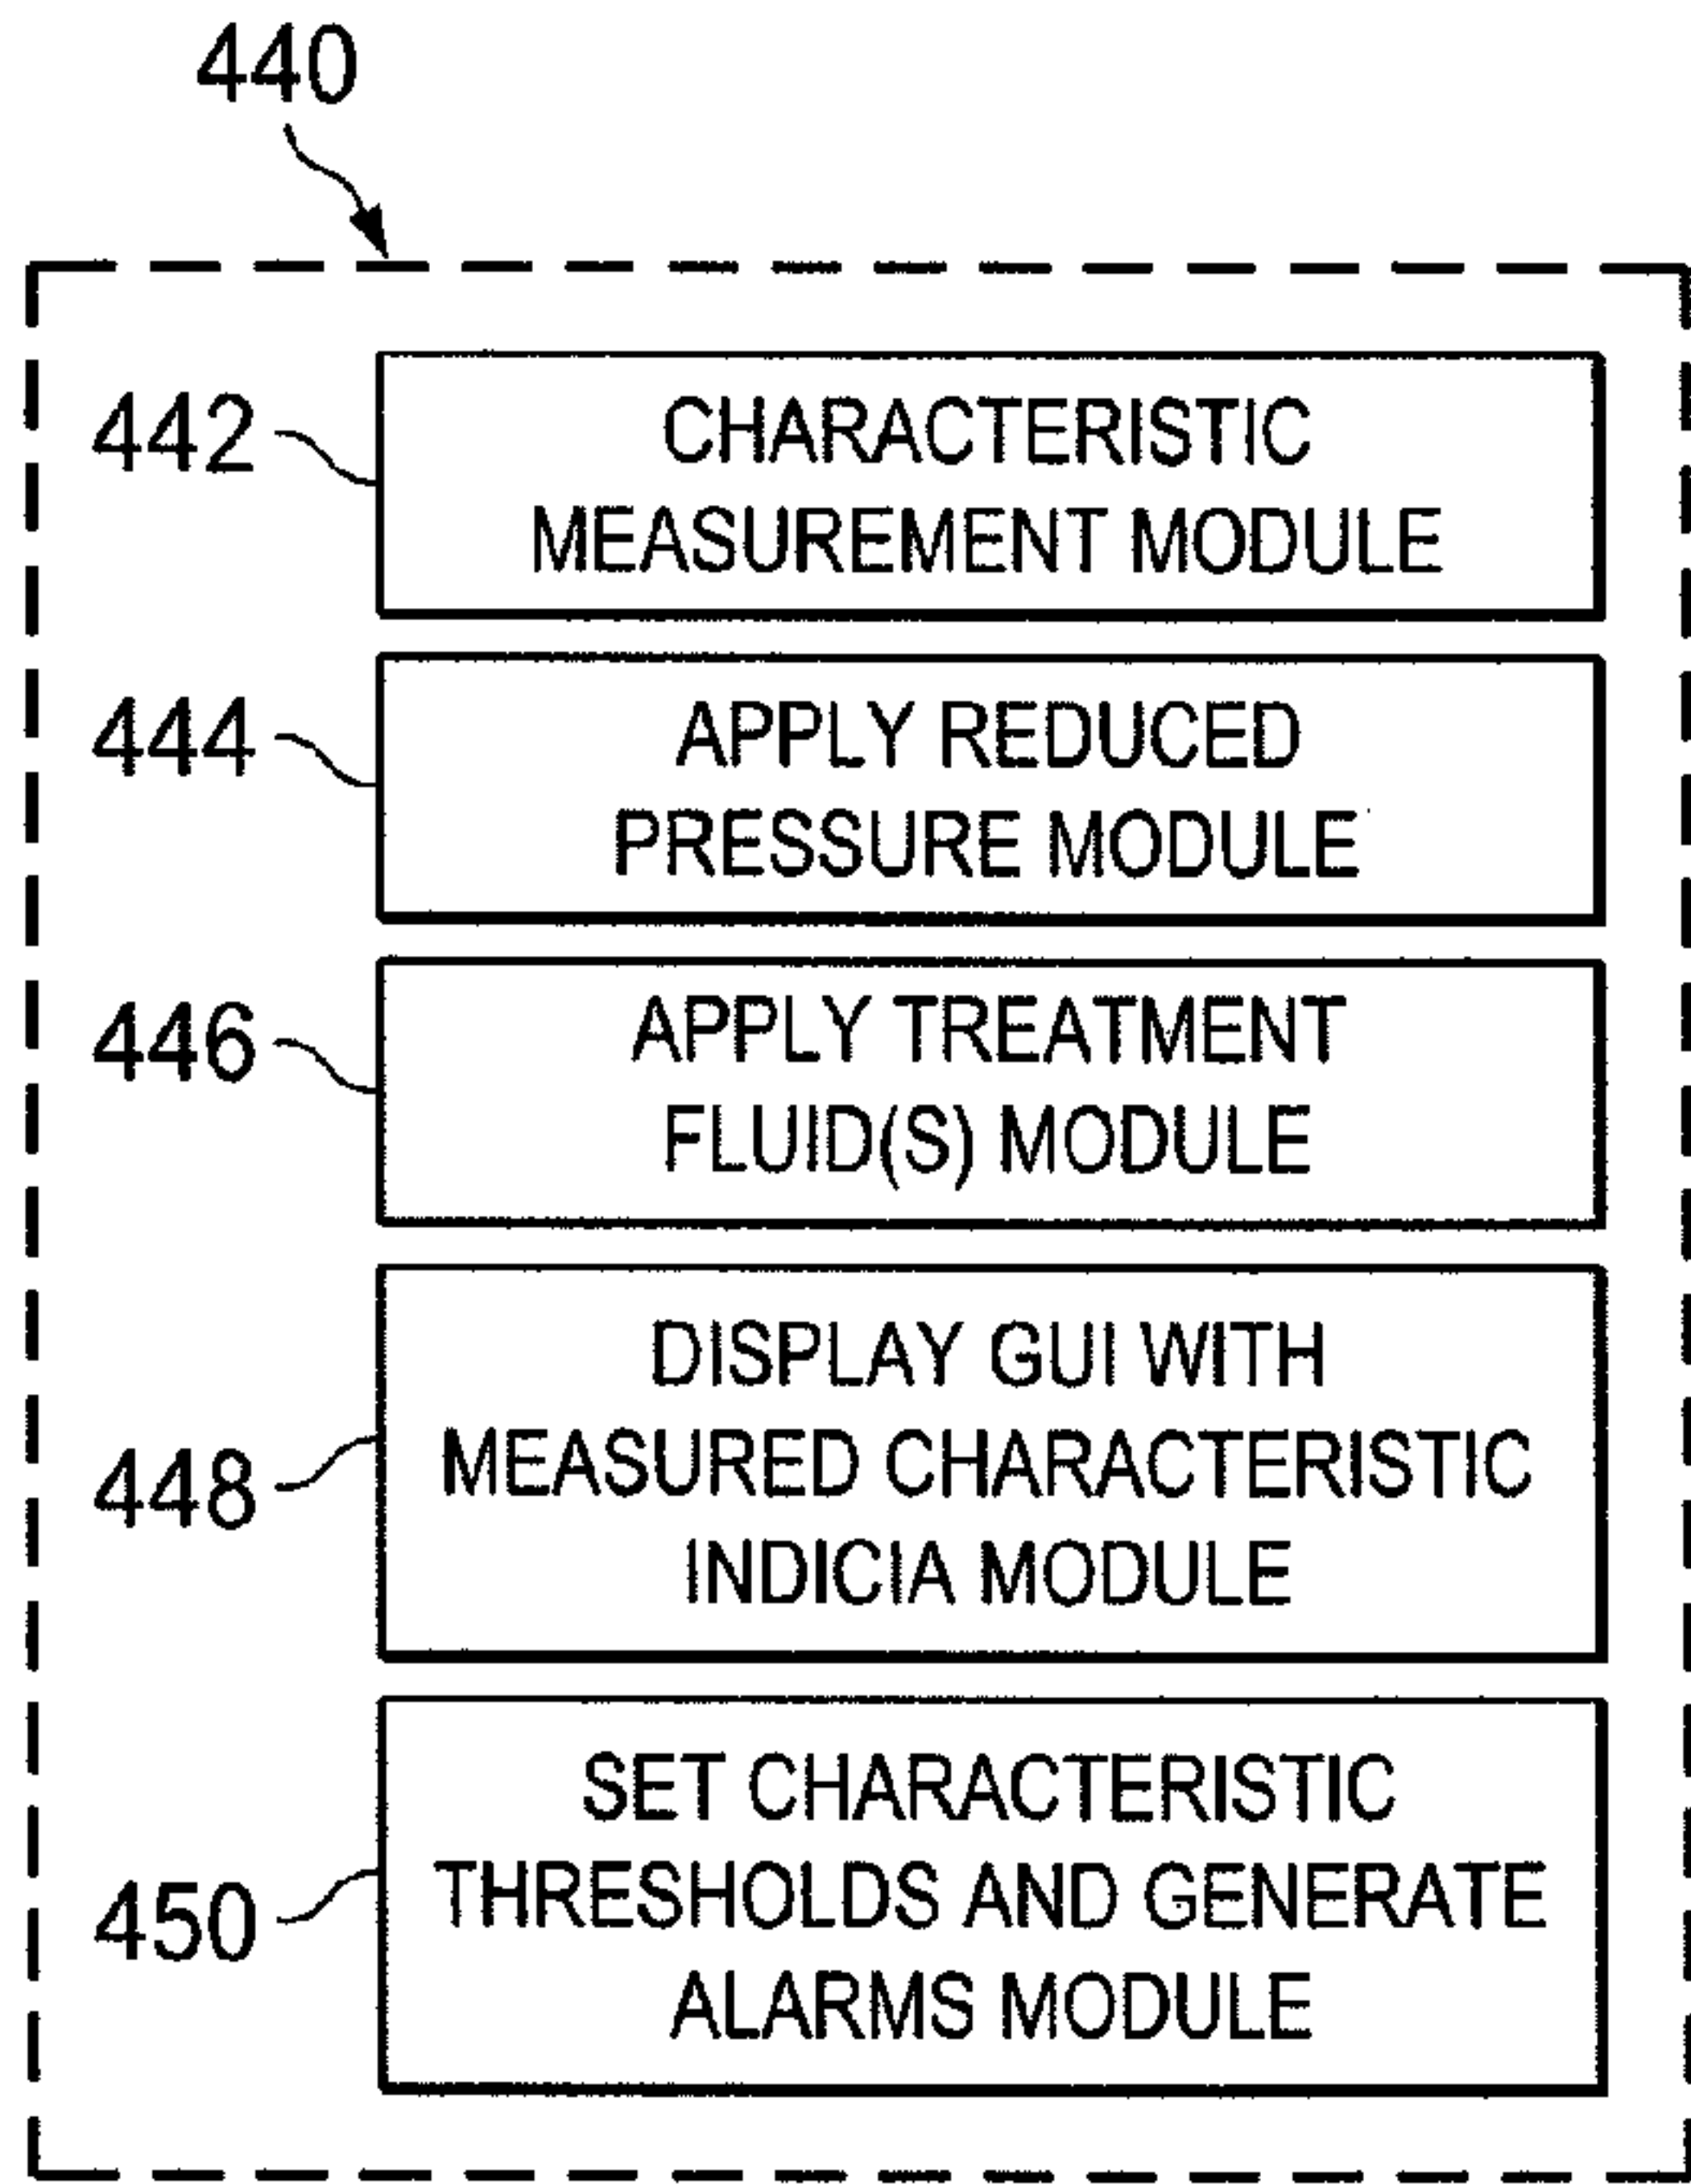 440
442
CHARACTERISTIC
MEASUREMENT MODULE
444
APPLY REDUCED
PRESSURE MODULE
446
APPLY TREATMENT
FLUID(S) MODULE
448
DISPLAY GUI WITH
MEASURED CHARACTERISTIC
INDICIA MODULE
450
SET CHARACTERISTIC
THRESHOLDS AND GENERATE
ALARMS MODULE